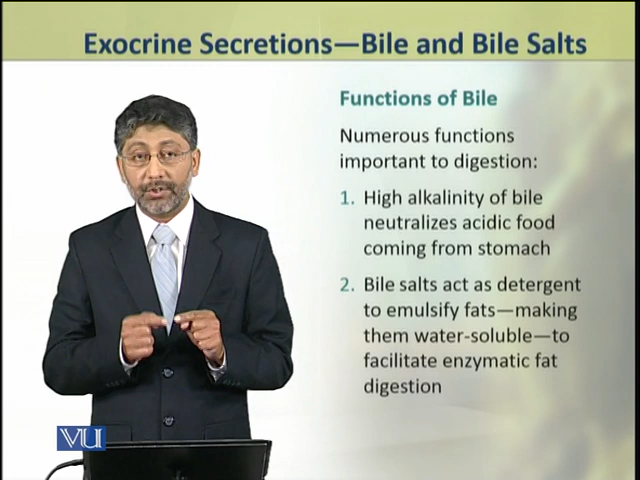 Exocrine Secretions—Bile and Bile Salts
Functions of Bile
Numerous functions
important to digestion:
1. High alkalinity of bile
neutralizes acidic food
coming from stomach
2. Bile salts act as detergent
to emulsify fats—making
them water-soluble—to
facilitate enzymatic fat
digestion
VU